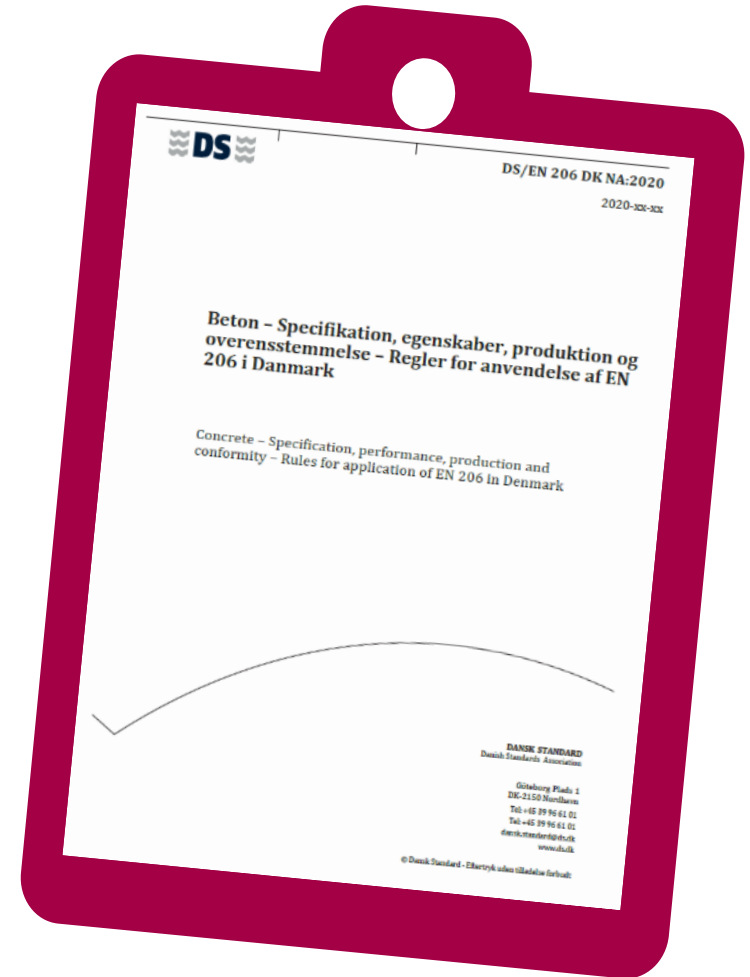 DS
DS/EN 206 DK NA:2020
2020-xx-xx
Beton – Specifikation, egenskaber, produktion og
overensstemmelse – Regler for anvendelse af EN
206 i Danmark
Concrete – Specification, performance, production and
conformity – Rules for application of EN 206 in Denmark
DANSK STANDARD
Danish Standards Association
Göteborg Plads 1
DK-2150 Nordhavn
Tel: +45 39 96 61 01
Tel: +45 39 96 61 01
dansk.standard@ds.dk
www.ds.dk
© Dansk Standard - Eftertryk uden tilladelse forbudt